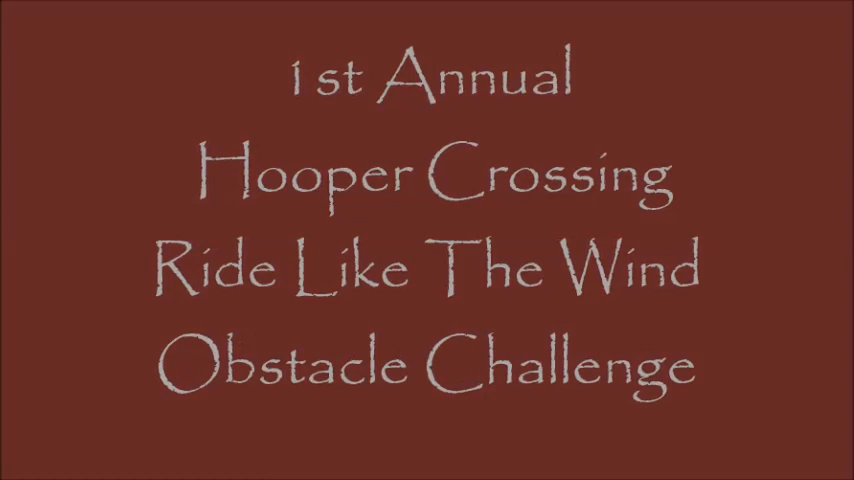 1st Annual
Hooper Crossing
Ride Like The Wind
Obstacle Challenge